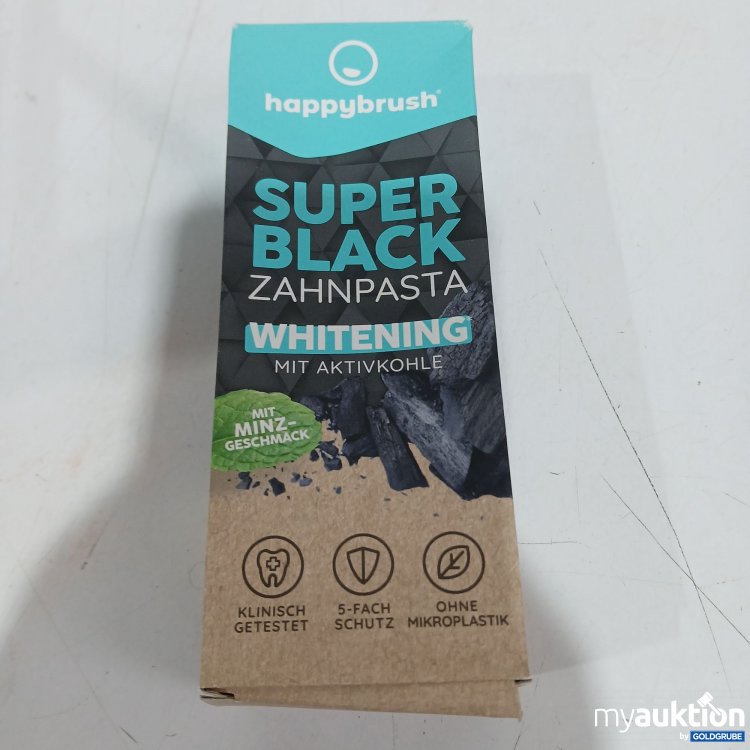 happybrush®
SUPER
BLACK
ZAHNPASTA
WHITENING
MIT AKTIVKOHLE
MIT
MINZ-
GESCHMACK
KLINISCH
GETESTET
5-FACH
SCHUTZ
OHNE
MIKROPLASTIK
myauktion
by GOLDGRUBE